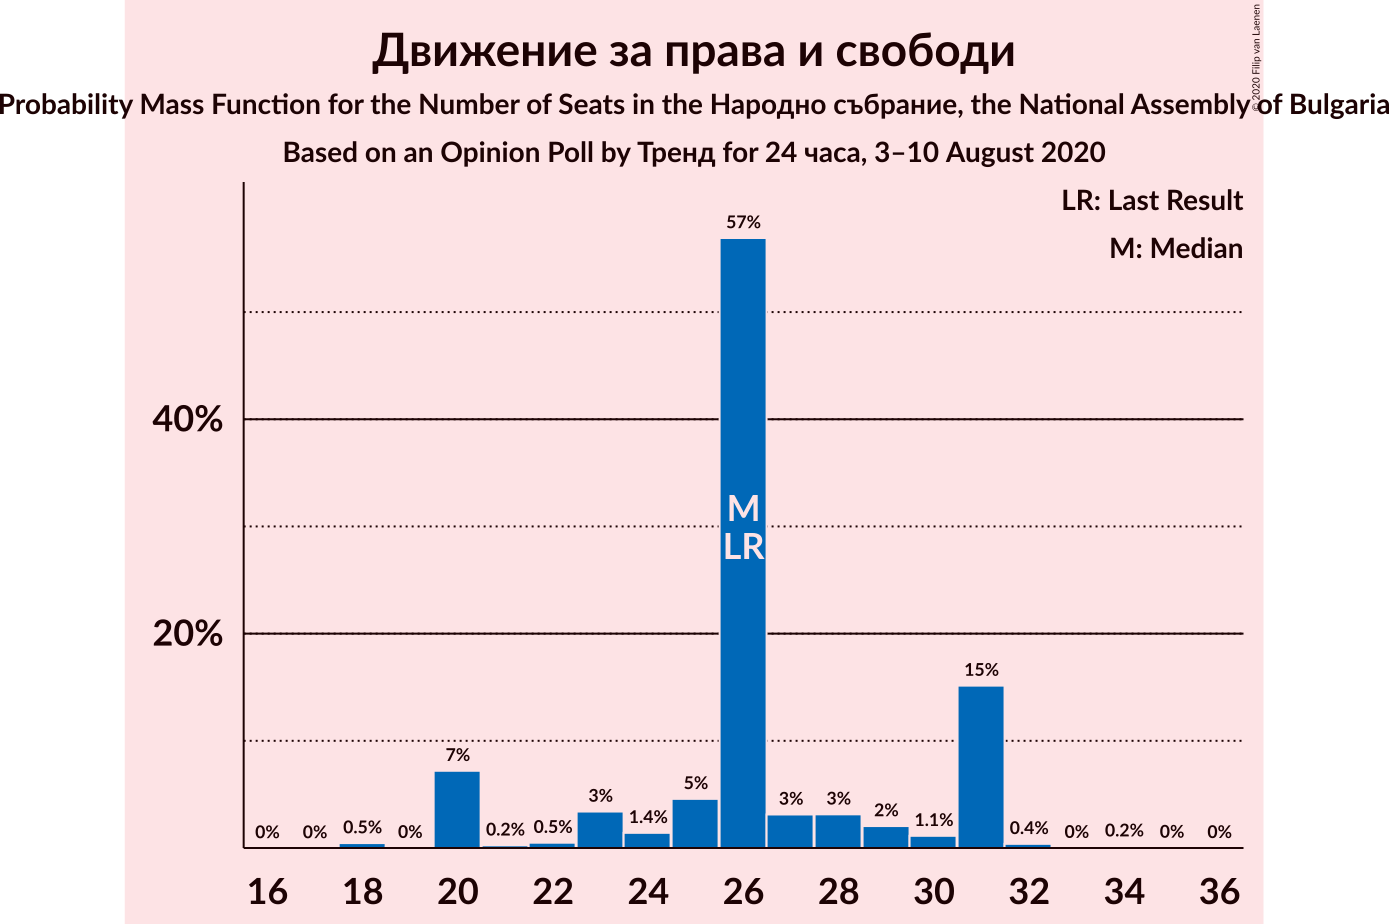 Движение за права и свободи
Probability Mass Function for the Number of Seats in the Народно събрание, the National Assembly of Bulgaria
Based on an Opinion Poll by Тренд for 24 часа, 3–10 August 2020
© 2020 Filip van Laenen
LR: Last Result
M: Median
57%
40%
M
LR
20%
15%
7%
5%
3%
3%
3%
2%
1.4%
1.1%
0% 0% 0.5% 0% 0.2% 0.5% 0.4% 0% 0.2% 0% 0%
16 18 20 22 24 26 28 30 32 34 36